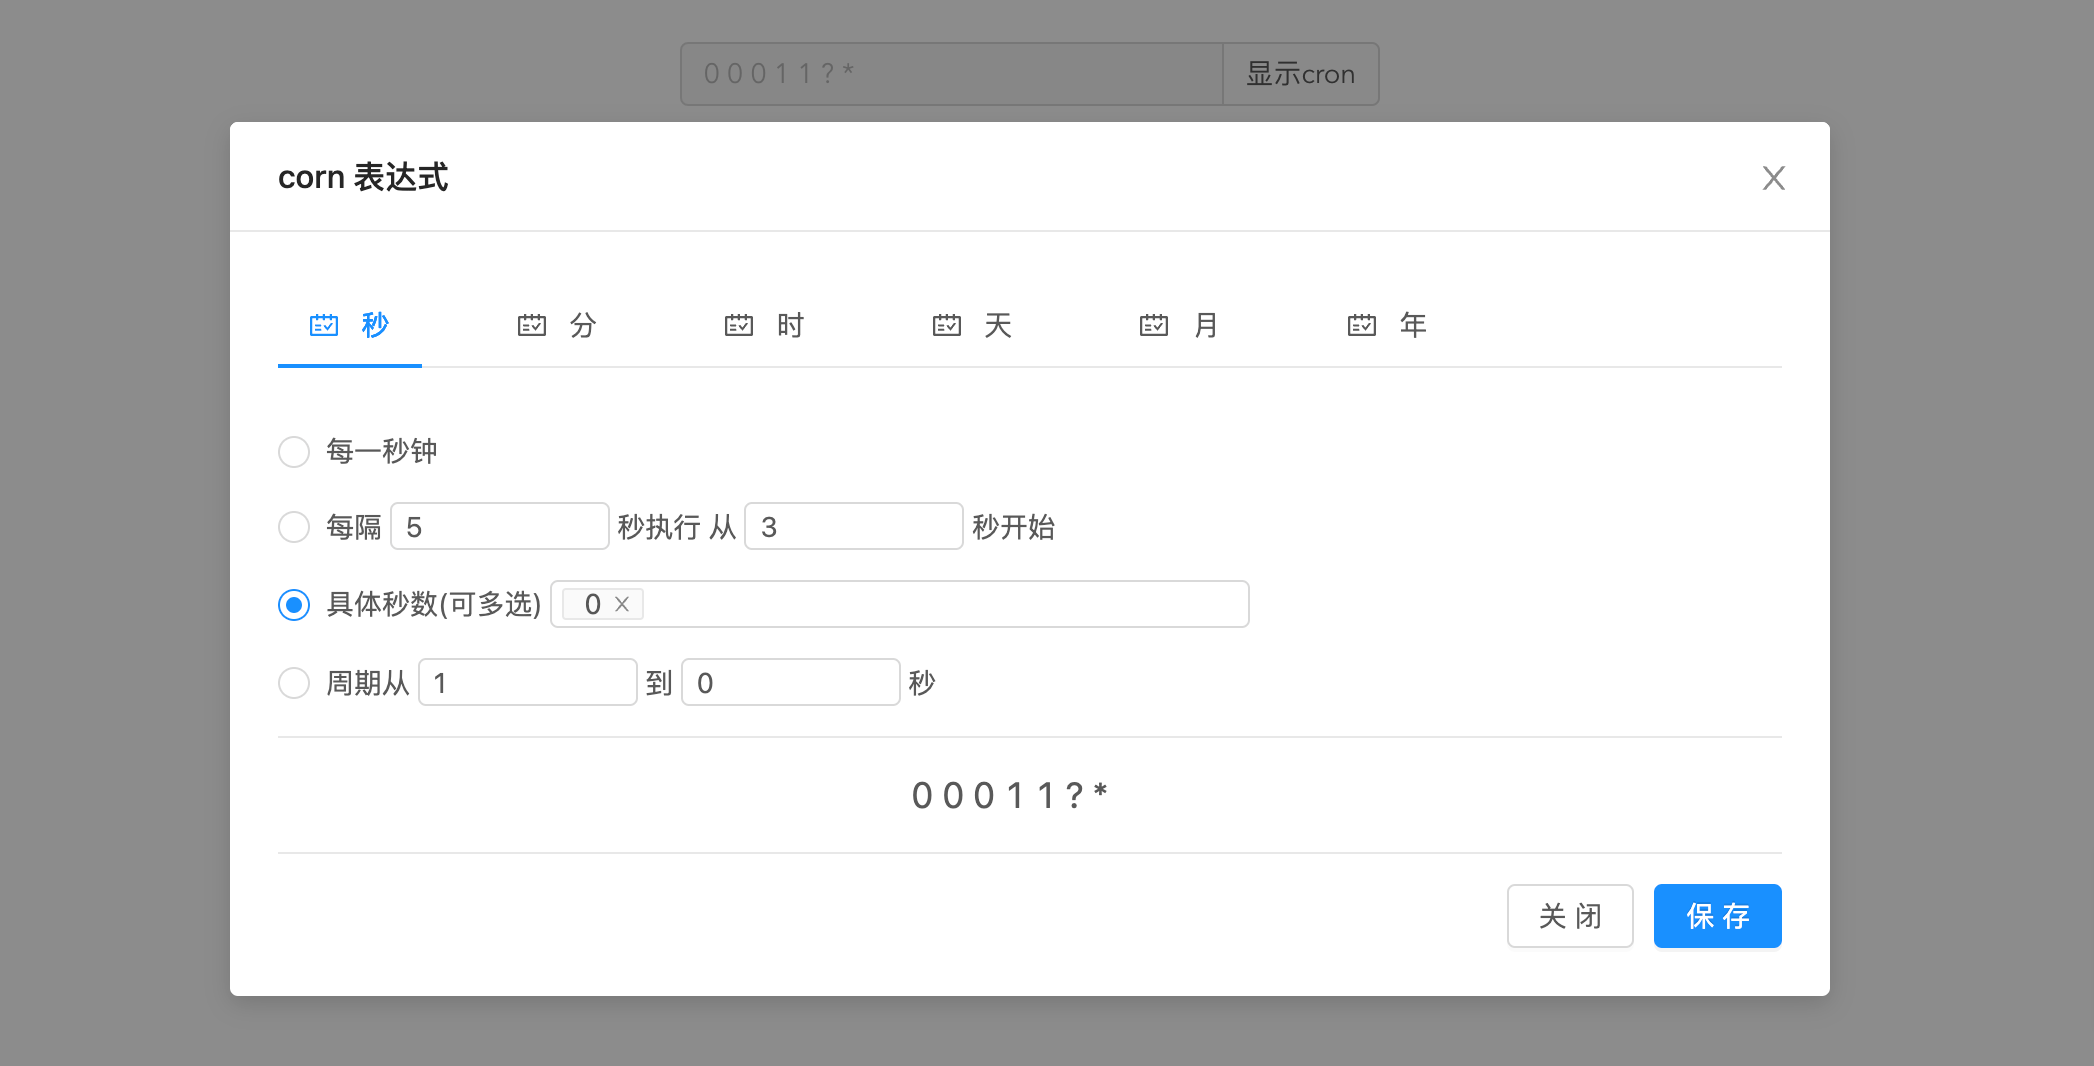 0 0 0 1 1 ? * 显示cron
corn 表达式
秒 分 时 天 月 年
每一秒钟
每隔 5 秒执行 从 3 秒开始
具体秒数(可多选) 0
周期从 1 到 0 秒
0 0 0 1 1 ? *
关 闭 保 存